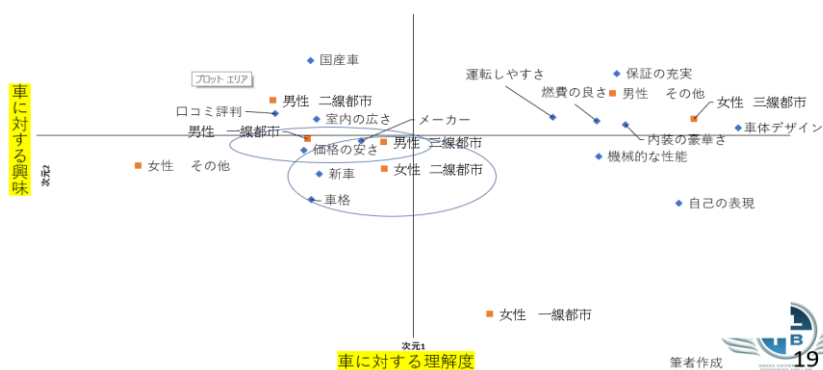 国産車
プロット エリア
運転しやすさ
保証の充実
男性　二線都市
燃費の良さ
男性　その他
女性　三線都市
口コミ評判
室内の広さ
メーカー
車体デザイン
男性　一線都市
男性　三線都市
内装の豪華さ
価格の安さ
機械的な性能
女性　その他
新車
女性　二線都市
車格
自己の表現
車に対する興味
次元2
女性　一線都市
次元1
車に対する理解度
筆者作成
B
19